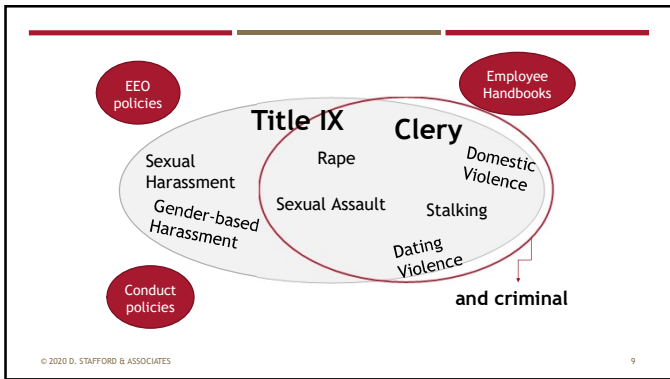 EEO
policies
Employee
Handbooks
Title IX
Clery
Sexual
Harassment
Rape
Domestic
Violence
Gender-based
Harassment
Sexual Assault
Stalking
Dating
Violence
Conduct
policies
and criminal
© 2020 D. STAFFORD & ASSOCIATES
9